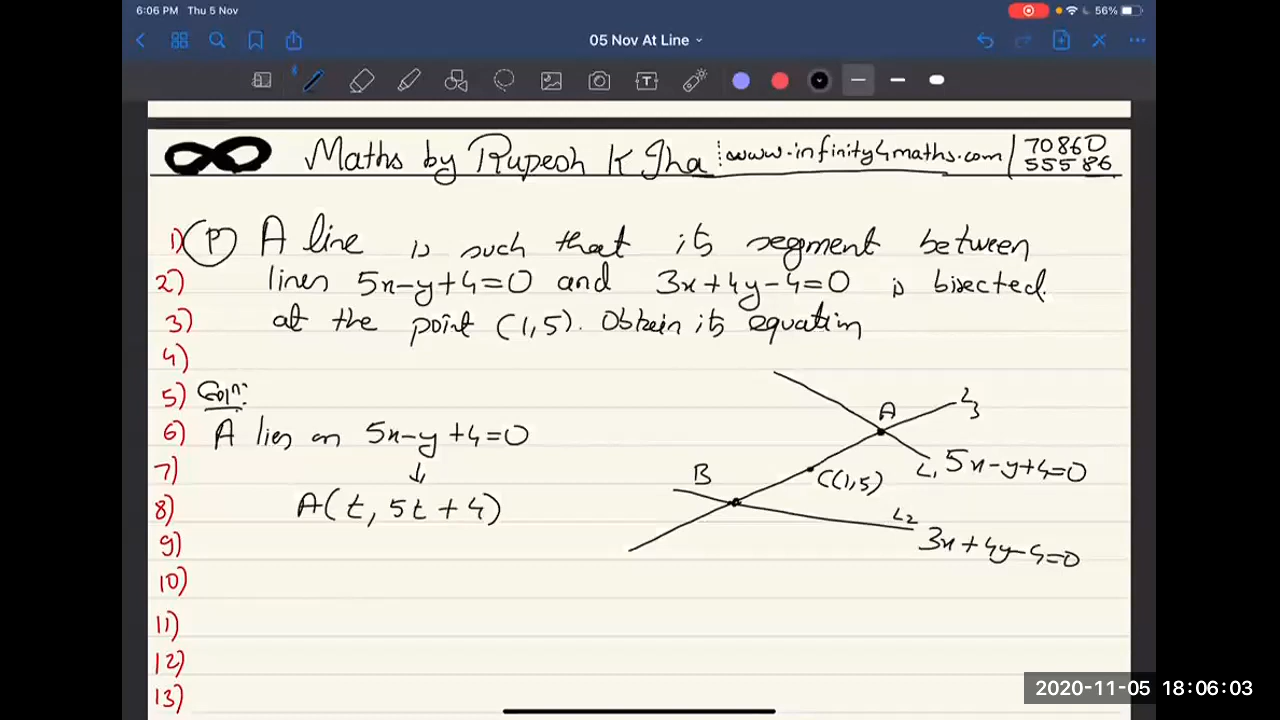 6:06 PM Thu 5 Nov
56%
05 Nov At Line
Maths by Rupesh K Jha www.infinity4maths.com 70860 55586
1) (P) A line is such that its segment between
2) lines 5x-y+4=0 and 3x+4y-4=0 is bisected
3) at the point (1,5). Obtain its equation
4)
5) Soln:
6) A lies on 5x-y+4=0
7) ↓
8) A(t, 5t+4)
9)
10)
11)
12)
13)
A
L3
L1 5x-y+4=0
B
C(1,5)
L2
3x+4y-4=0
2020-11-05 18:06:03